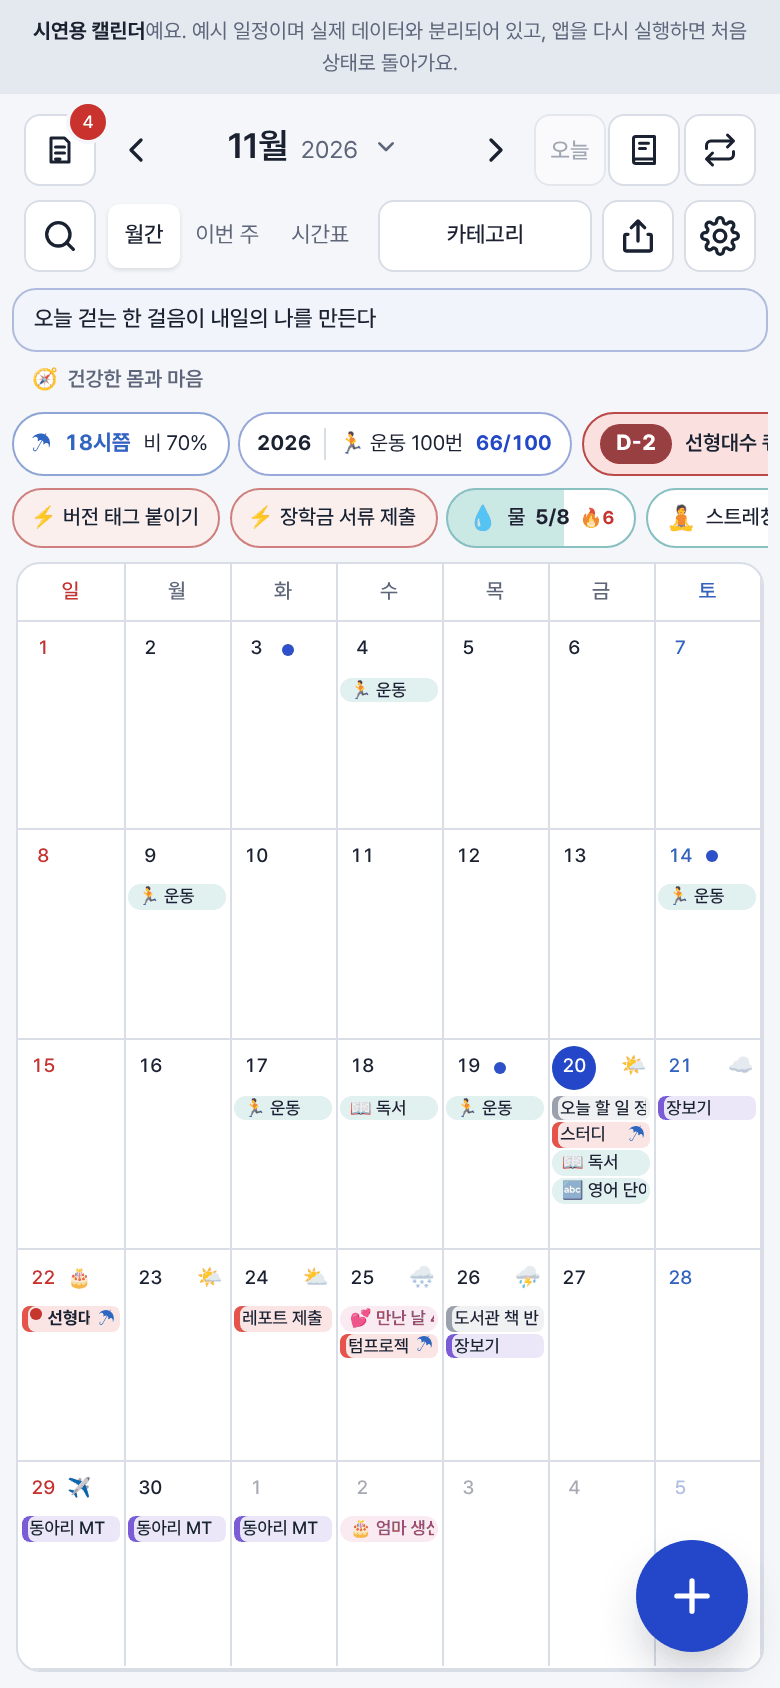 시연용 캘린더예요. 예시 일정이며 실제 데이터와 분리되어 있고, 앱을 다시 실행하면 처음
상태로 돌아가요.
4
11월 2026
오늘
월간 이번 주 시간표 카테고리
오늘 걷는 한 걸음이 내일의 나를 만든다
건강한 몸과 마음
18시쯤 비 70% 2026 운동 100번 66/100 D-2 선형대수
버전 태그 붙이기 장학금 서류 제출 물 5/8 6 스트레칭
일 월 화 수 목 금 토
1 2 3 4 5 6 7
운동
8 9 10 11 12 13 14
운동 운동
15 16 17 18 19 20 21
운동 독서 운동 오늘 할 일 정 장보기
스터디
독서
abc 영어 단어
22 23 24 25 26 27 28
선형대 레포트 제출 만난 날 도서관 책 반
텀프로젝 장보기
29 30 1 2 3 4 5
동아리 MT 동아리 MT 동아리 MT 엄마 생신